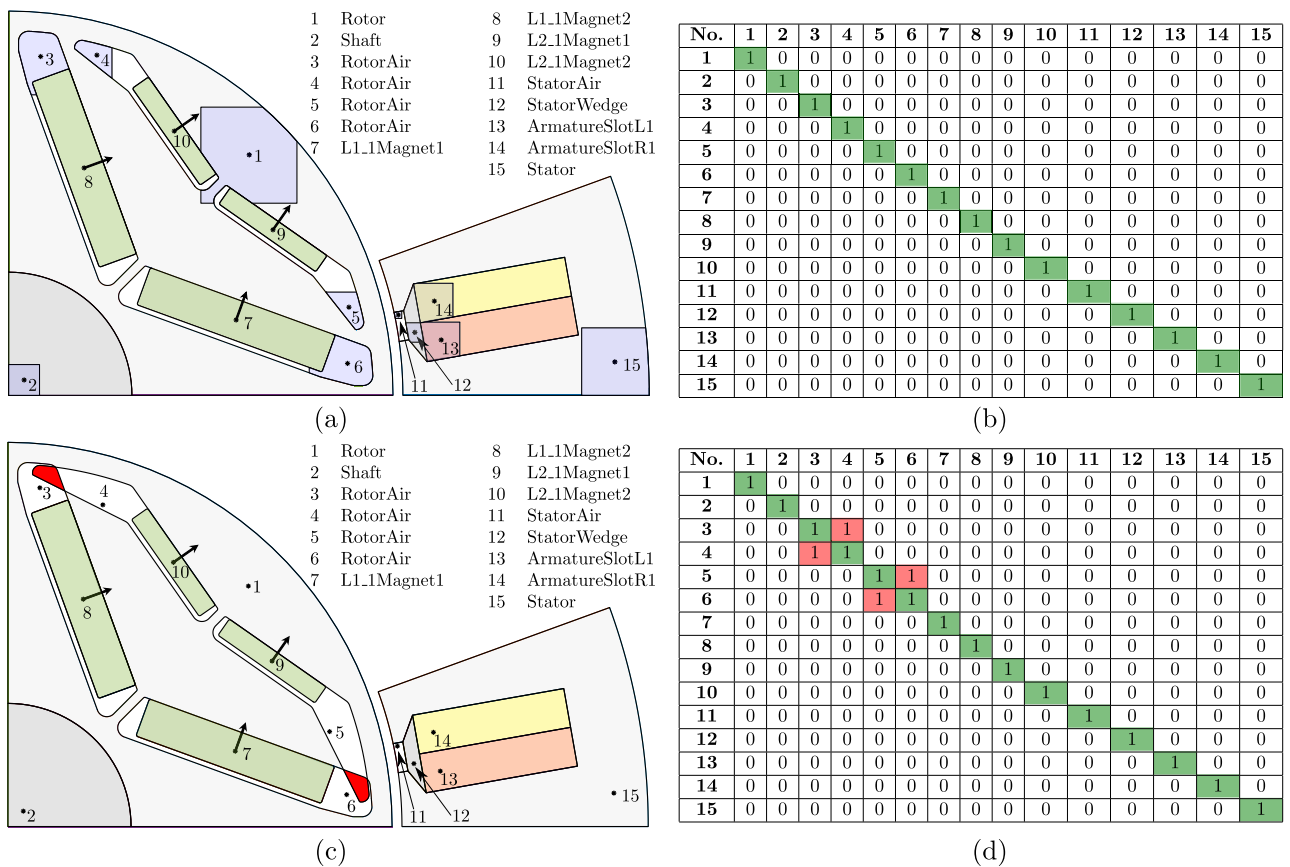 1 Rotor 8 L1_1Magnet2
2 Shaft 9 L2_1Magnet1
3 RotorAir 10 L2_1Magnet2
4 RotorAir 11 StatorAir
5 RotorAir 12 StatorWedge
6 RotorAir 13 ArmatureSlotL1
7 L1_1Magnet1 14 ArmatureSlotR1
15 Stator
3
4
10
1
8
9
14
7
5
13
6
15
2
11 12
(a)
No. 1 2 3 4 5 6 7 8 9 10 11 12 13 14 15
1 1 0 0 0 0 0 0 0 0 0 0 0 0 0 0
2 0 1 0 0 0 0 0 0 0 0 0 0 0 0 0
3 0 0 1 0 0 0 0 0 0 0 0 0 0 0 0
4 0 0 0 1 0 0 0 0 0 0 0 0 0 0 0
5 0 0 0 0 1 0 0 0 0 0 0 0 0 0 0
6 0 0 0 0 0 1 0 0 0 0 0 0 0 0 0
7 0 0 0 0 0 0 1 0 0 0 0 0 0 0 0
8 0 0 0 0 0 0 0 1 0 0 0 0 0 0 0
9 0 0 0 0 0 0 0 0 1 0 0 0 0 0 0
10 0 0 0 0 0 0 0 0 0 1 0 0 0 0 0
11 0 0 0 0 0 0 0 0 0 0 1 0 0 0 0
12 0 0 0 0 0 0 0 0 0 0 0 1 0 0 0
13 0 0 0 0 0 0 0 0 0 0 0 0 1 0 0
14 0 0 0 0 0 0 0 0 0 0 0 0 0 1 0
15 0 0 0 0 0 0 0 0 0 0 0 0 0 0 1
(b)
1 Rotor 8 L1_1Magnet2
2 Shaft 9 L2_1Magnet1
3 RotorAir 10 L2_1Magnet2
4 RotorAir 11 StatorAir
5 RotorAir 12 StatorWedge
6 RotorAir 13 ArmatureSlotL1
7 L1_1Magnet1 14 ArmatureSlotR1
15 Stator
3
4
10
1
8
9
5
14
7
13
6
15
2
11 12
(c)
No. 1 2 3 4 5 6 7 8 9 10 11 12 13 14 15
1 1 0 0 0 0 0 0 0 0 0 0 0 0 0 0
2 0 1 0 0 0 0 0 0 0 0 0 0 0 0 0
3 0 0 1 1 0 0 0 0 0 0 0 0 0 0 0
4 0 0 1 1 0 0 0 0 0 0 0 0 0 0 0
5 0 0 0 0 1 1 0 0 0 0 0 0 0 0 0
6 0 0 0 0 1 1 0 0 0 0 0 0 0 0 0
7 0 0 0 0 0 0 1 0 0 0 0 0 0 0 0
8 0 0 0 0 0 0 0 1 0 0 0 0 0 0 0
9 0 0 0 0 0 0 0 0 1 0 0 0 0 0 0
10 0 0 0 0 0 0 0 0 0 1 0 0 0 0 0
11 0 0 0 0 0 0 0 0 0 0 1 0 0 0 0
12 0 0 0 0 0 0 0 0 0 0 0 1 0 0 0
13 0 0 0 0 0 0 0 0 0 0 0 0 1 0 0
14 0 0 0 0 0 0 0 0 0 0 0 0 0 1 0
15 0 0 0 0 0 0 0 0 0 0 0 0 0 0 1
(d)